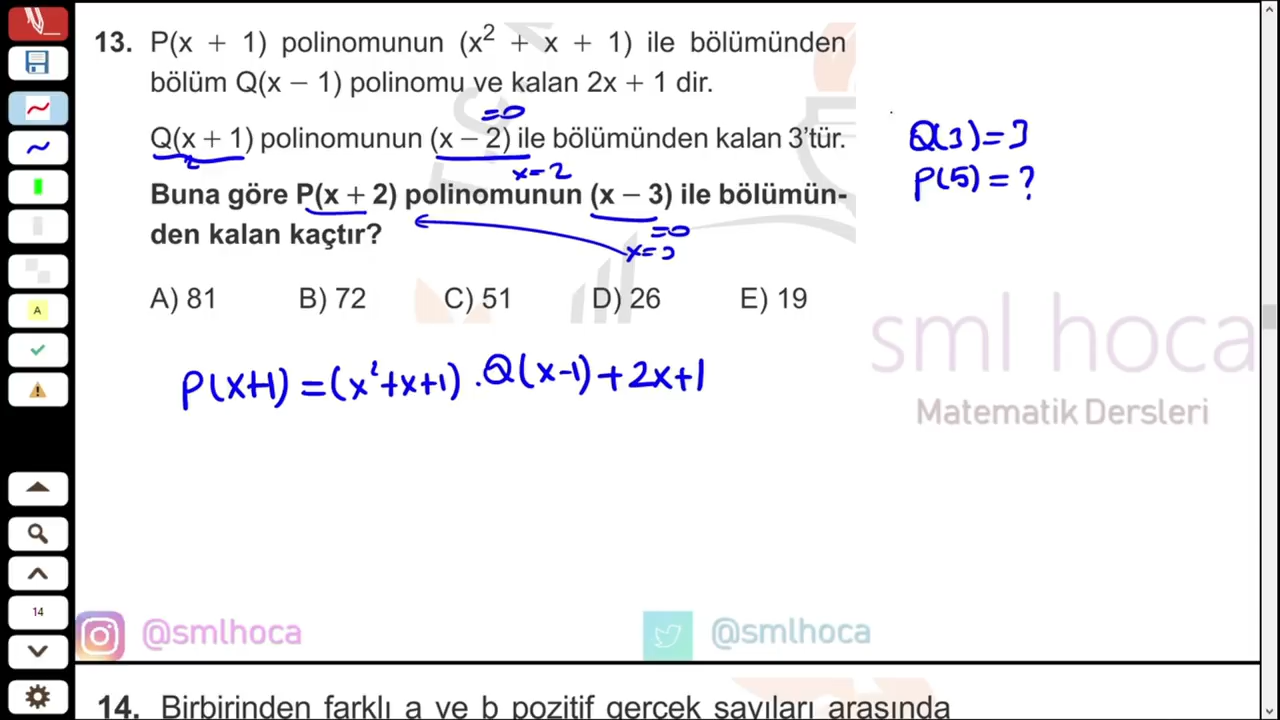 13. P(x + 1) polinomunun (x² + x + 1) ile bölümünden
bölüm Q(x − 1) polinomu ve kalan 2x + 1 dir.
=0
Q(x + 1) polinomunun (x − 2) ile bölümünden kalan 3'tür.
2
x=2
Buna göre P(x + 2) polinomunun (x − 3) ile bölümün-
den kalan kaçtır?
=0
x=3
A) 81 B) 72 C) 51 D) 26 E) 19
Q(3)=3
P(5)=?
P(x+1)=(x²+x+1).Q(x-1)+2x+1
sml hoca
Matematik Dersleri
A
14
@smlhoca
@smlhoca
14. Birbirinden farklı a ve b pozitif gerçek sayıları arasında